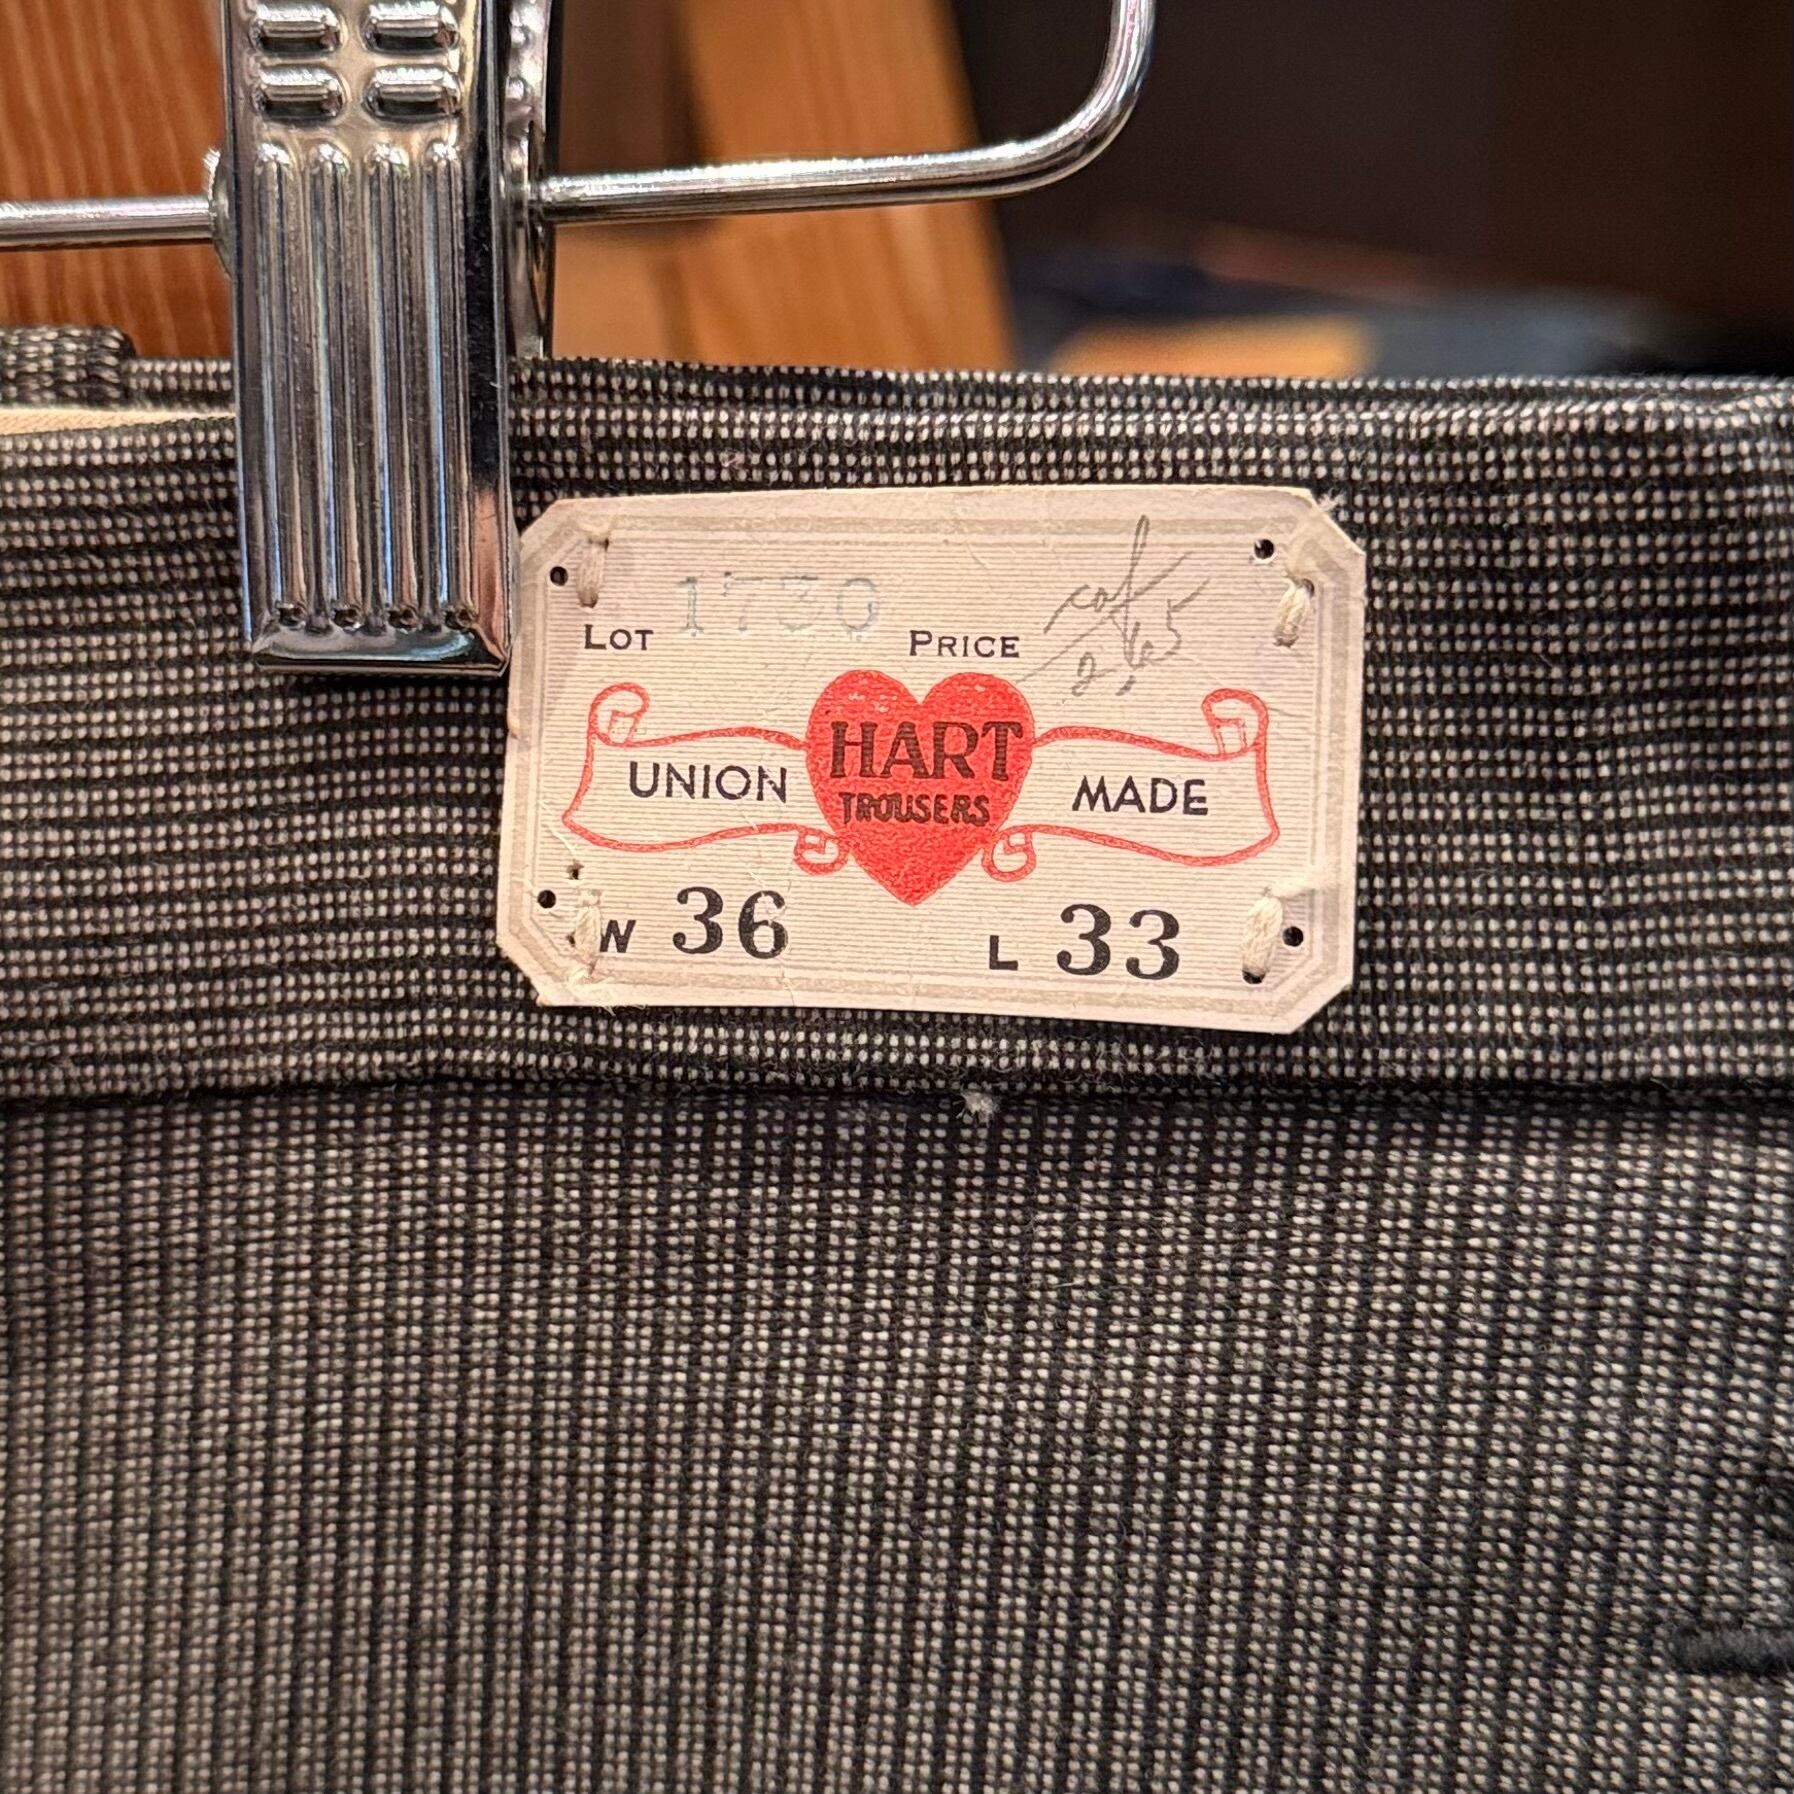 LOT 1730 PRICE 2.65
UNION HART MADE
TROUSERS
W 36 L 33